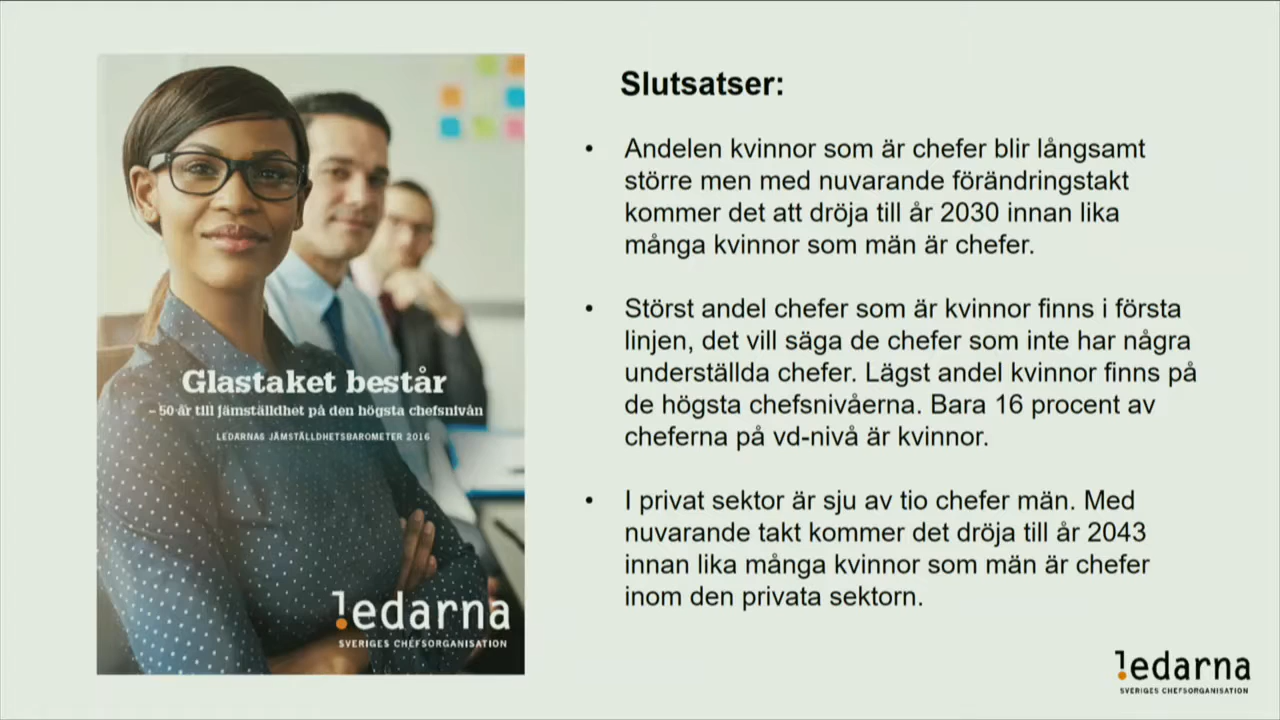 Glastaket består
– 50 år till jämställdhet på den högsta chefsnivån
LEDARNAS JÄMSTÄLLDHETSBAROMETER 2016
ledarna
SVERIGES CHEFSORGANISATION
Slutsatser:
• Andelen kvinnor som är chefer blir långsamt
större men med nuvarande förändringstakt
kommer det att dröja till år 2030 innan lika
många kvinnor som män är chefer.
• Störst andel chefer som är kvinnor finns i första
linjen, det vill säga de chefer som inte har några
underställda chefer. Lägst andel kvinnor finns på
de högsta chefsnivåerna. Bara 16 procent av
cheferna på vd-nivå är kvinnor.
• I privat sektor är sju av tio chefer män. Med
nuvarande takt kommer det dröja till år 2043
innan lika många kvinnor som män är chefer
inom den privata sektorn.
ledarna
SVERIGES CHEFSORGANISATION